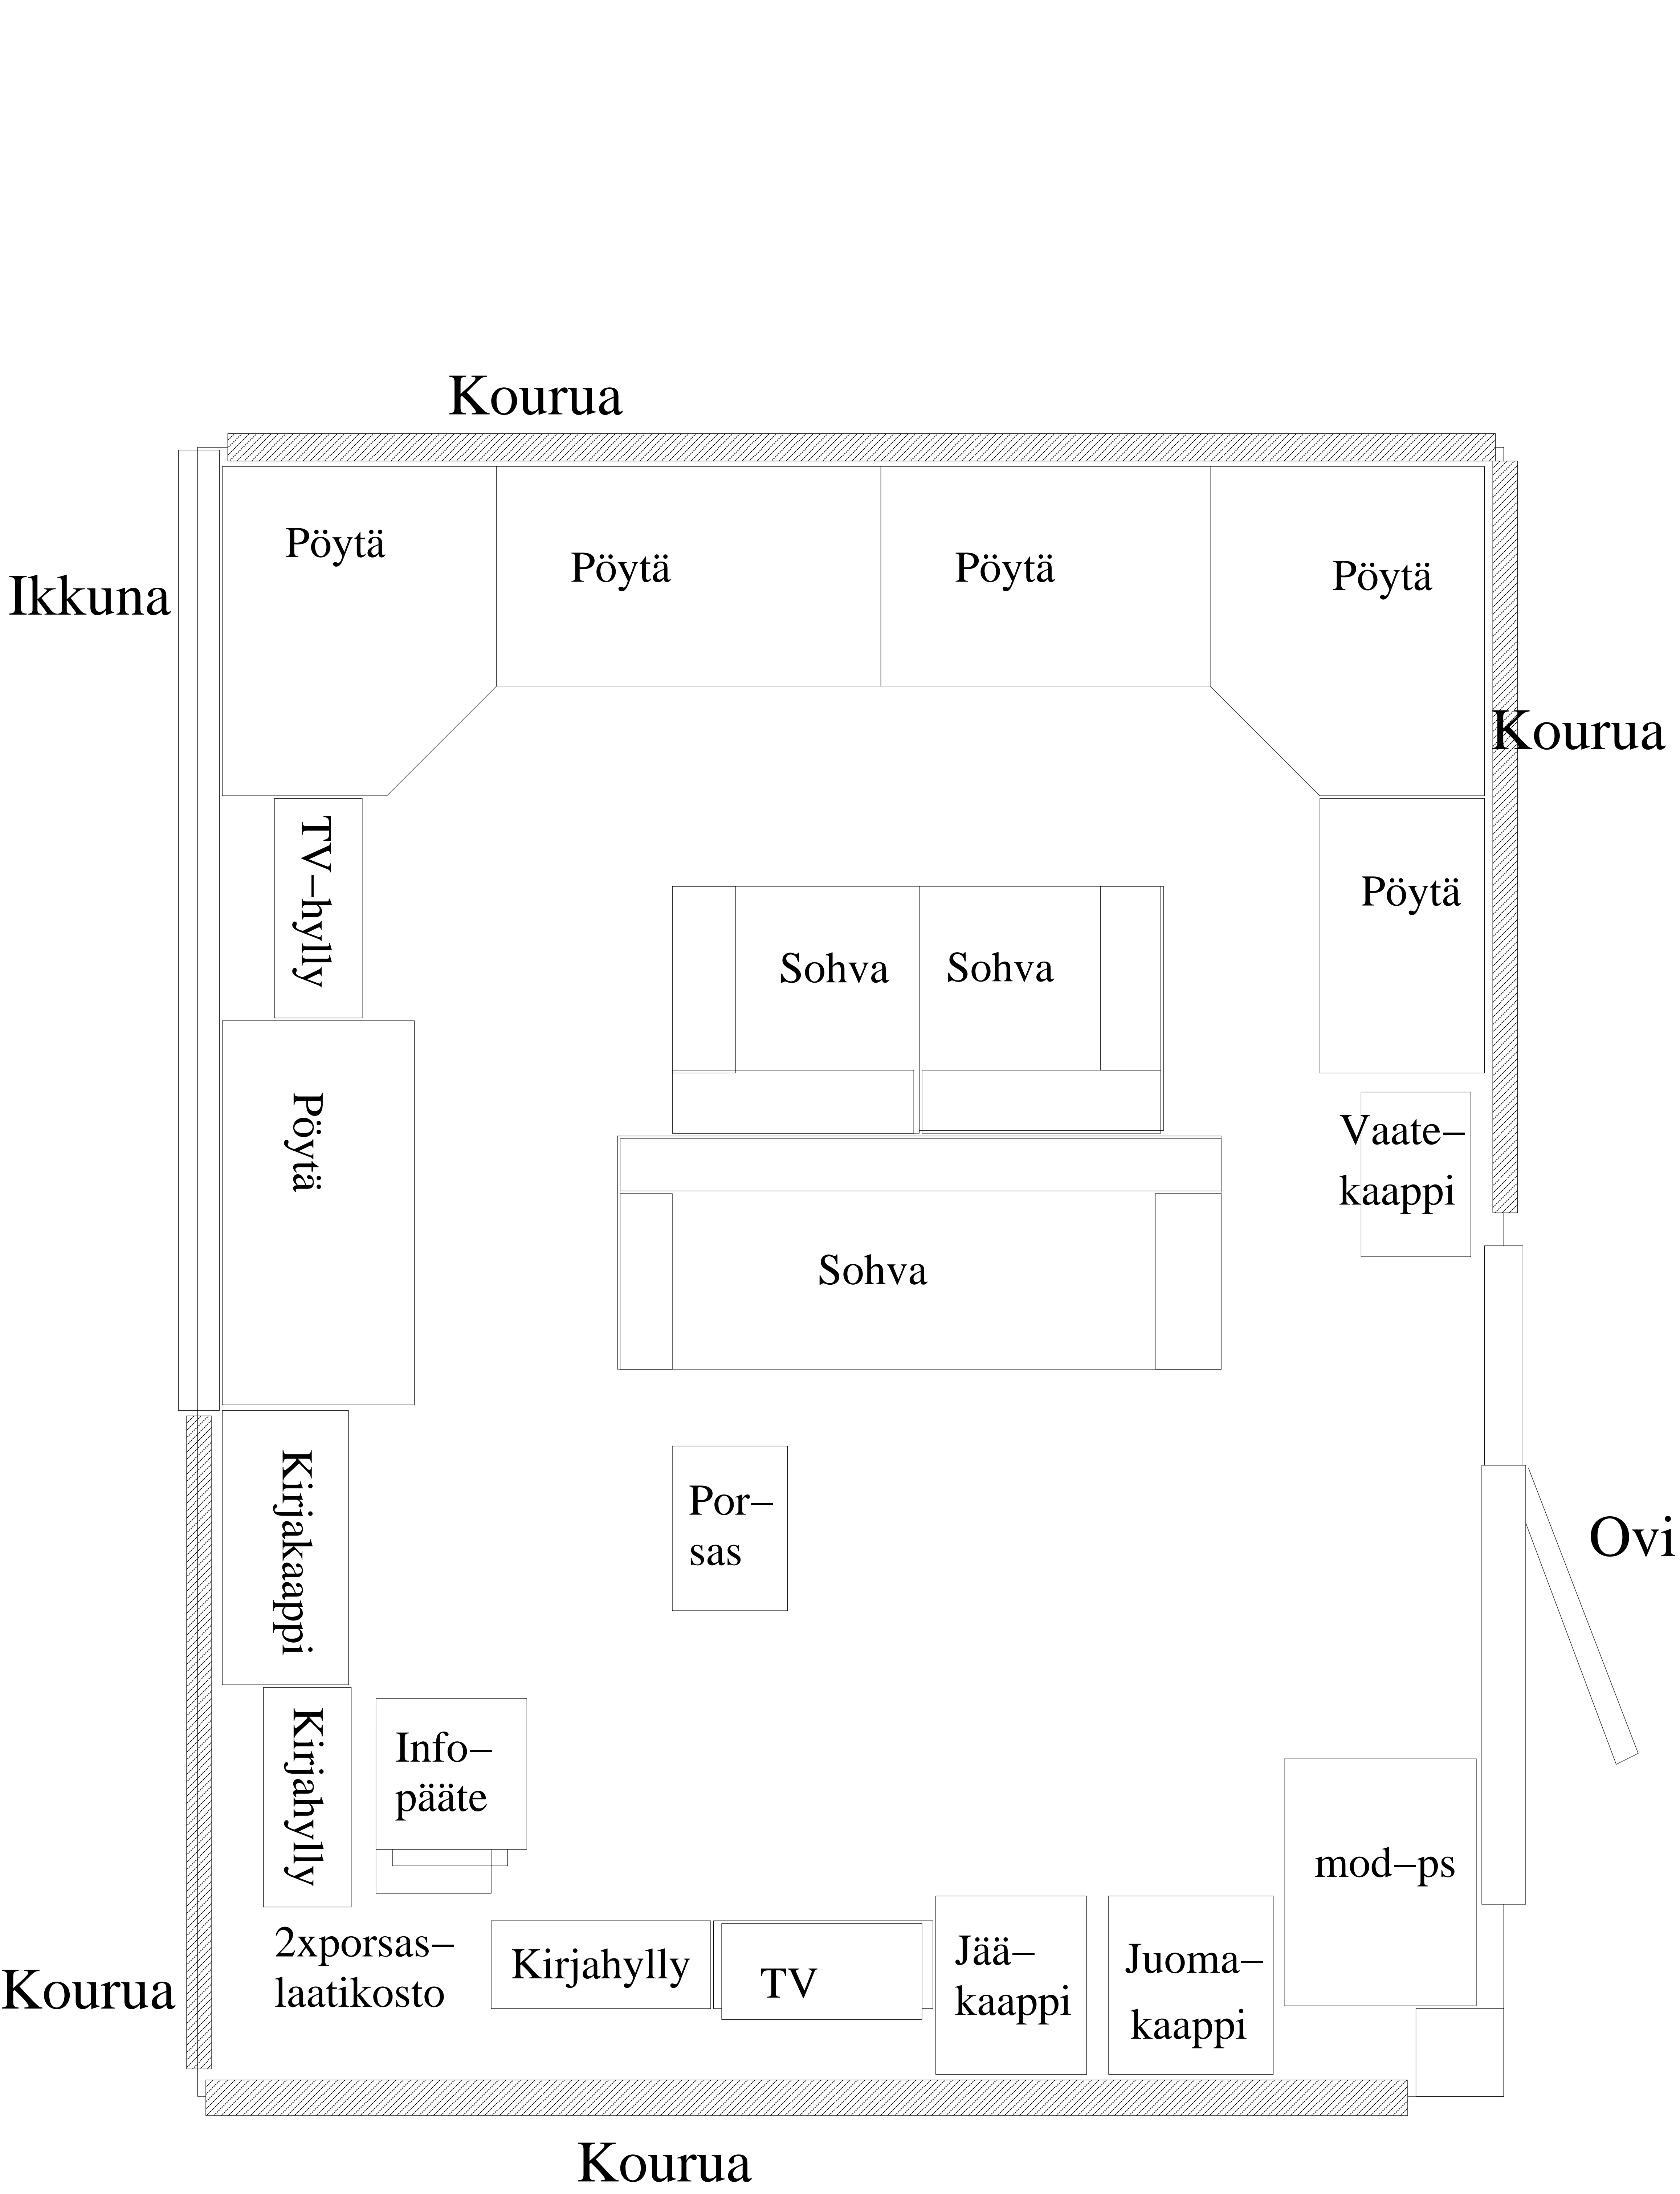 Kourua
Ikkuna
Pöytä
Pöytä
Pöytä
Pöytä
Kourua
TV–hylly
Pöytä
Sohva
Sohva
Pöytä
Vaate–
kaappi
Sohva
Kirjakaappi
Por–
sas
Ovi
Kirjahylly
Info–
pääte
mod–ps
2xporsas–
laatikosto
Kourua
Kirjahylly
TV
Jää–
kaappi
Juoma–
kaappi
Kourua